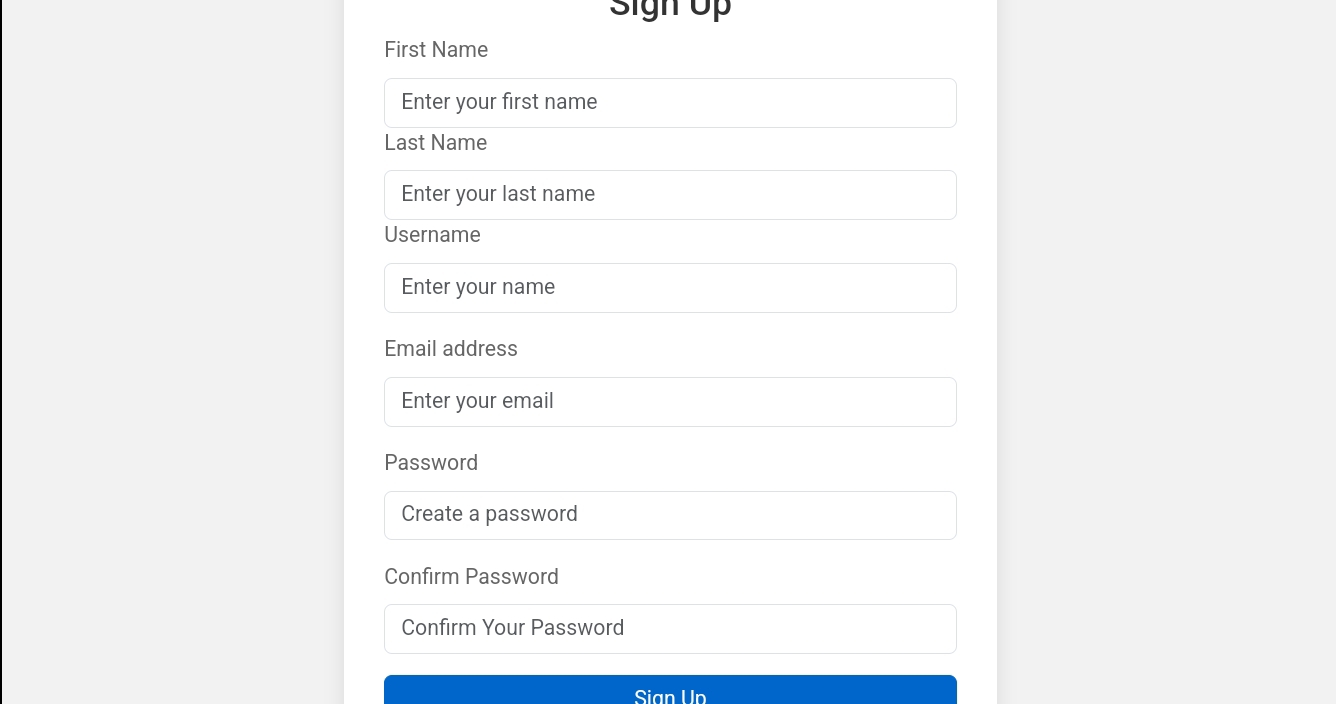 Sign Up
First Name
Enter your first name
Last Name
Enter your last name
Username
Enter your name
Email address
Enter your email
Password
Create a password
Confirm Password
Confirm Your Password
Sign Up